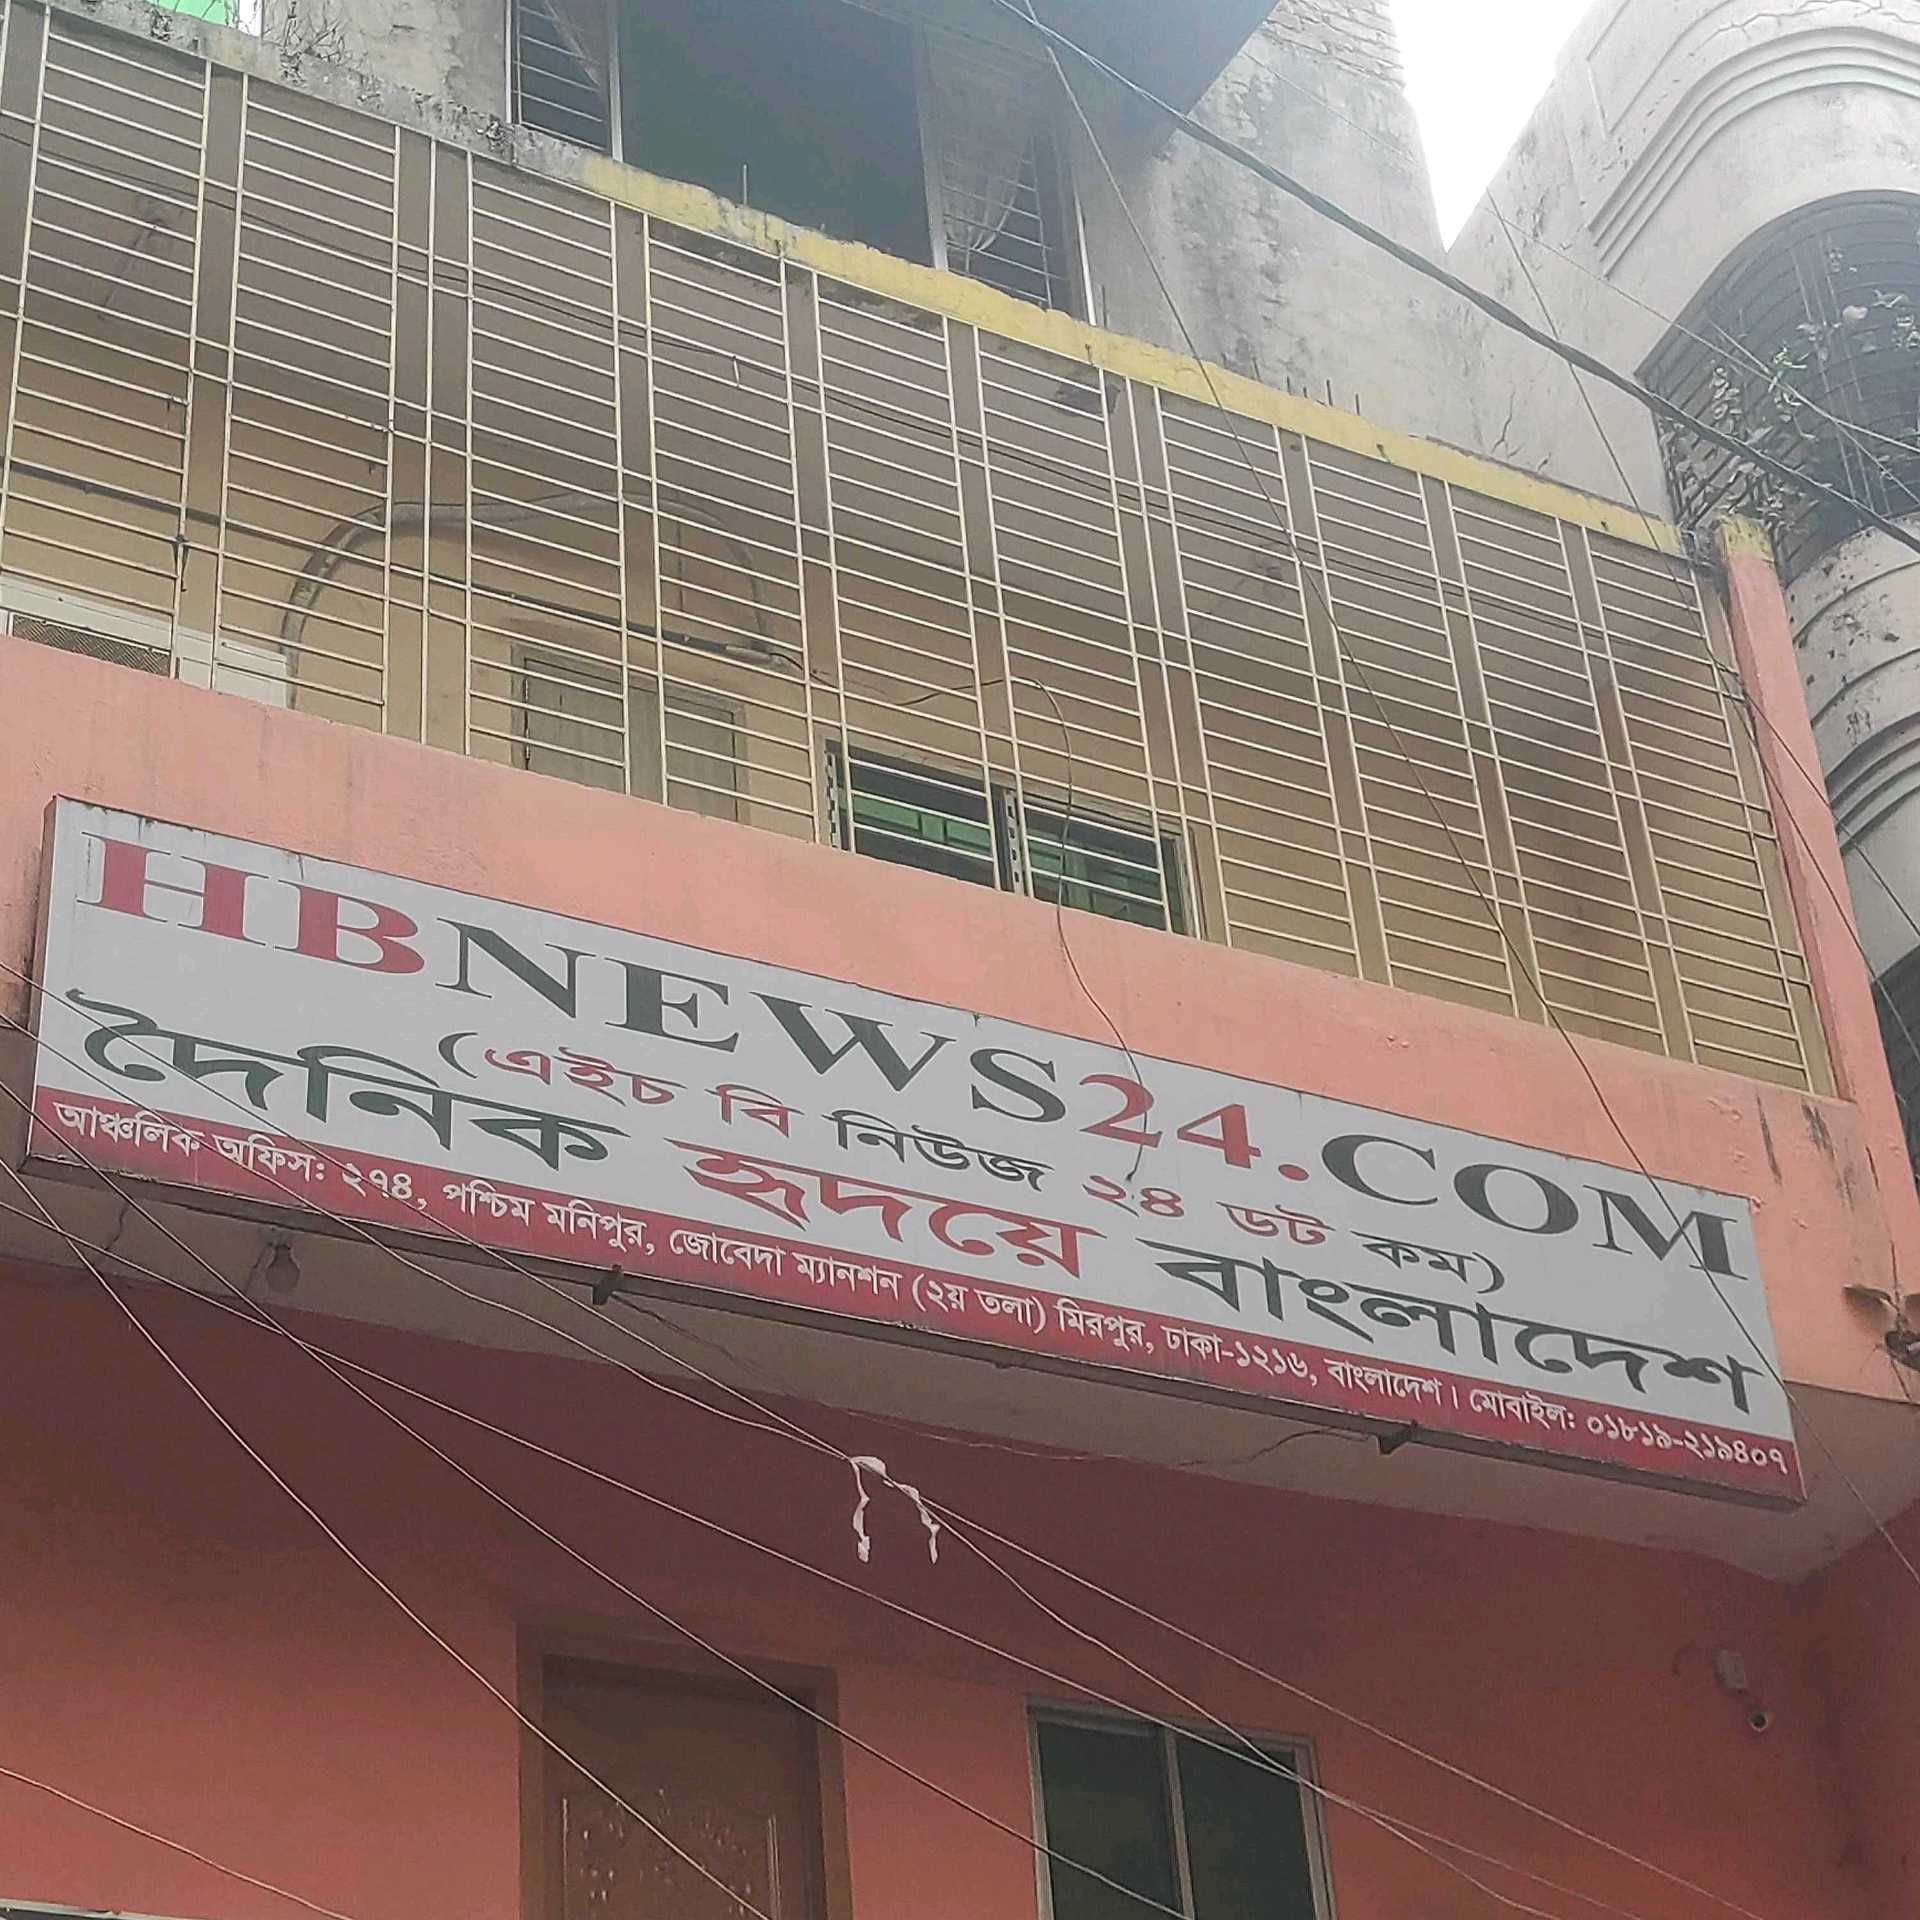 HBNEWS24.COM
(এইচ বি নিউজ ২৪ ডট কম)
দৈনিক হৃদয়ে বাংলাদেশ
আঞ্চলিক অফিস: ২৭৪, পশ্চিম মনিপুর, জোবেদা ম্যানশন (২য় তলা) মিরপুর, ঢাকা-১২১৬, বাংলাদেশ। মোবাইল: ০১৮১৯-২১৯৪০৭